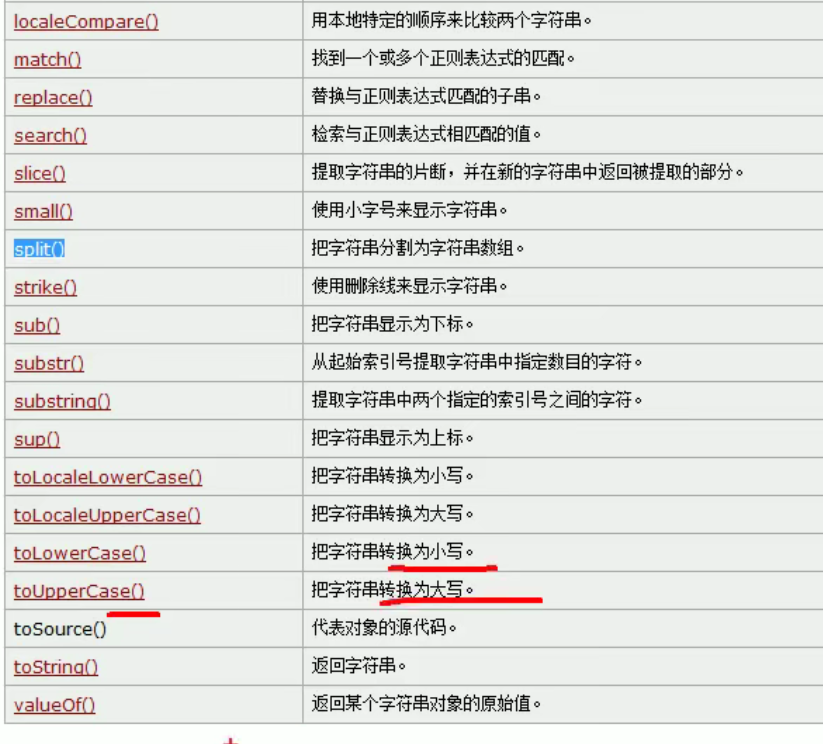 localeCompare() 用本地特定的顺序来比较两个字符串。
match() 找到一个或多个正则表达式的匹配。
replace() 替换与正则表达式匹配的子串。
search() 检索与正则表达式相匹配的值。
slice() 提取字符串的片断，并在新的字符串中返回被提取的部分。
small() 使用小字号来显示字符串。
split() 把字符串分割为字符串数组。
strike() 使用删除线来显示字符串。
sub() 把字符串显示为下标。
substr() 从起始索引号提取字符串中指定数目的字符。
substring() 提取字符串中两个指定的索引号之间的字符。
sup() 把字符串显示为上标。
toLocaleLowerCase() 把字符串转换为小写。
toLocaleUpperCase() 把字符串转换为大写。
toLowerCase() 把字符串转换为小写。
toUpperCase() 把字符串转换为大写。
toSource() 代表对象的源代码。
toString() 返回字符串。
valueOf() 返回某个字符串对象的原始值。